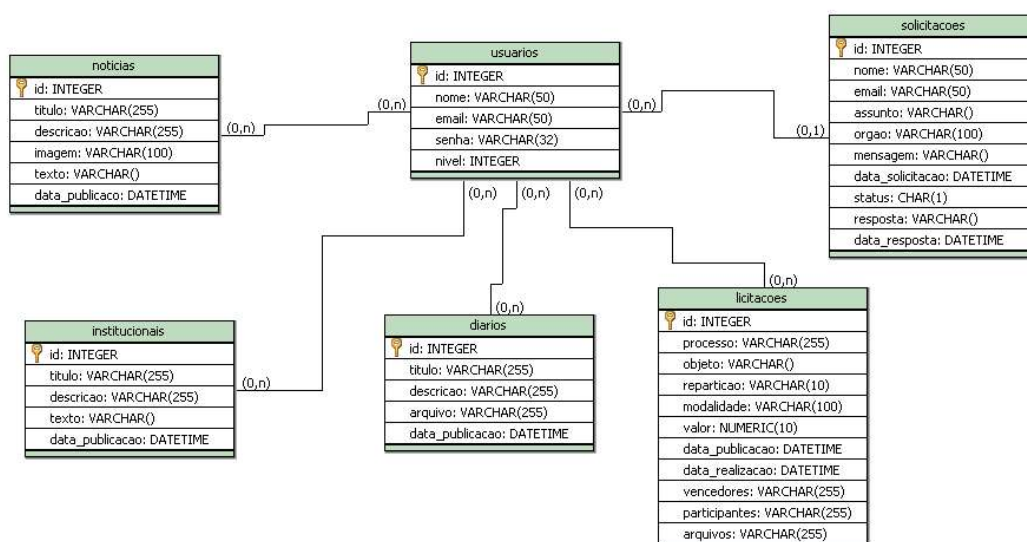 noticias
id: INTEGER
titulo: VARCHAR(255)
descricao: VARCHAR(255)
imagem: VARCHAR(100)
texto: VARCHAR()
data_publicaco: DATETIME
(0,n)
(0,n)
usuarios
id: INTEGER
nome: VARCHAR(50)
email: VARCHAR(50)
senha: VARCHAR(32)
nivel: INTEGER
(0,n)
(0,1)
solicitacoes
id: INTEGER
nome: VARCHAR(50)
email: VARCHAR(50)
assunto: VARCHAR()
orgao: VARCHAR(100)
mensagem: VARCHAR()
data_solicitacao: DATETIME
status: CHAR(1)
resposta: VARCHAR()
data_resposta: DATETIME
(0,n)
(0,n)
(0,n)
institucionais
id: INTEGER
titulo: VARCHAR(255)
descricao: VARCHAR(255)
texto: VARCHAR()
data_publicacao: DATETIME
(0,n)
(0,n)
diarios
id: INTEGER
titulo: VARCHAR(255)
descricao: VARCHAR(255)
arquivo: VARCHAR(255)
data_publicacao: DATETIME
(0,n)
licitacoes
id: INTEGER
processo: VARCHAR(255)
objeto: VARCHAR()
reparticao: VARCHAR(10)
modalidade: VARCHAR(100)
valor: NUMERIC(10)
data_publicacao: DATETIME
data_realizacao: DATETIME
vencedores: VARCHAR(255)
participantes: VARCHAR(255)
arquivos: VARCHAR(255)